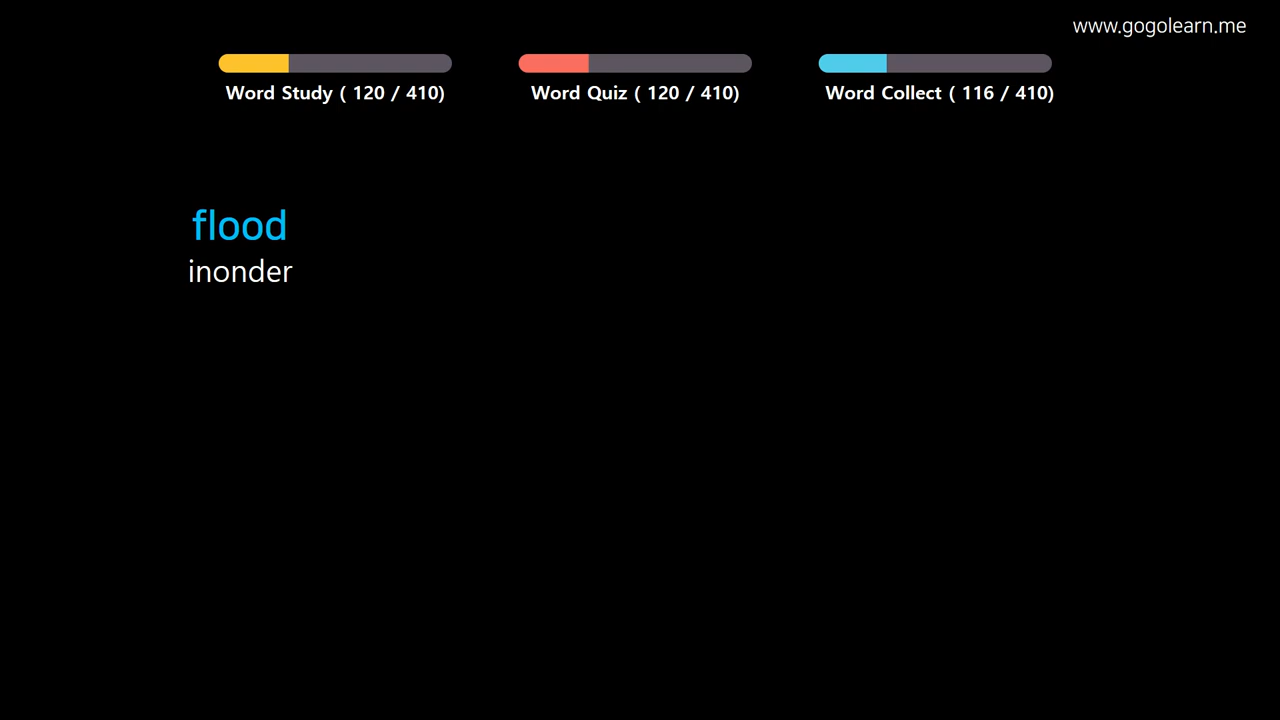 www.gogolearn.me
Word Study ( 120 / 410)
Word Quiz ( 120 / 410)
Word Collect ( 116 / 410)
flood
inonder